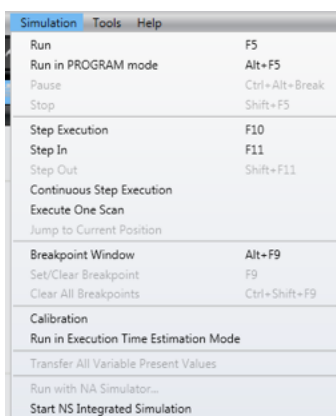 Simulation Tools Help
Run F5
Run in PROGRAM mode Alt+F5
Pause Ctrl+Alt+Break
Stop Shift+F5
Step Execution F10
Step In F11
Step Out Shift+F11
Continuous Step Execution
Execute One Scan
Jump to Current Position
Breakpoint Window Alt+F9
Set/Clear Breakpoint F9
Clear All Breakpoints Ctrl+Shift+F9
Calibration
Run in Execution Time Estimation Mode
Transfer All Variable Present Values
Run with NA Simulator...
Start NS Integrated Simulation